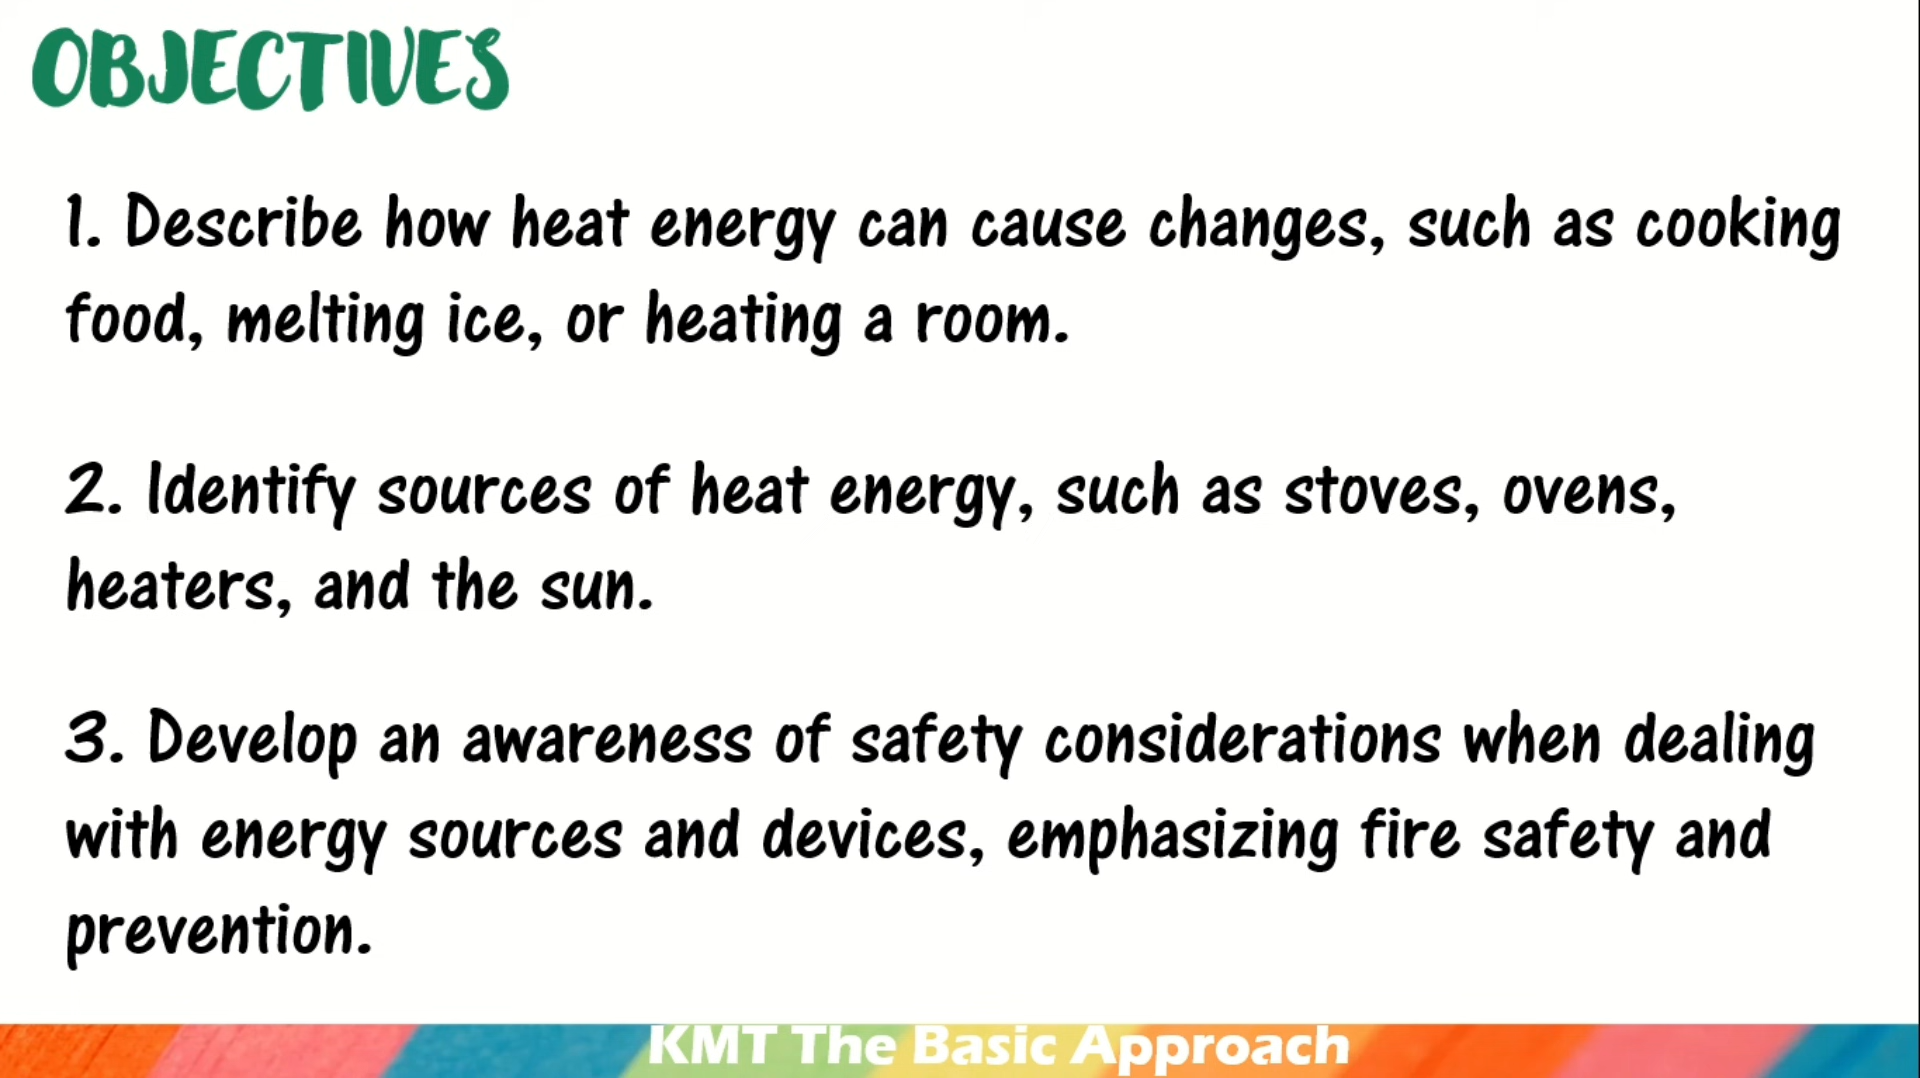 OBJECTIVES
1. Describe how heat energy can cause changes, such as cooking
food, melting ice, or heating a room.
2. Identify sources of heat energy, such as stoves, ovens,
heaters, and the sun.
3. Develop an awareness of safety considerations when dealing
with energy sources and devices, emphasizing fire safety and
prevention.
KMT The Basic Approach